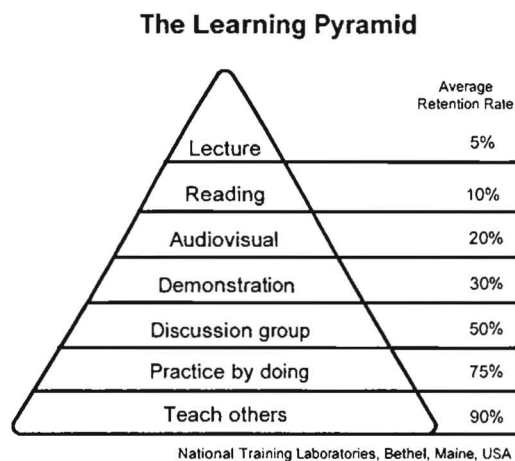 The Learning Pyramid
Average
Retention Rate
Lecture 5%
Reading 10%
Audiovisual 20%
Demonstration 30%
Discussion group 50%
Practice by doing 75%
Teach others 90%
National Training Laboratories, Bethel, Maine, USA